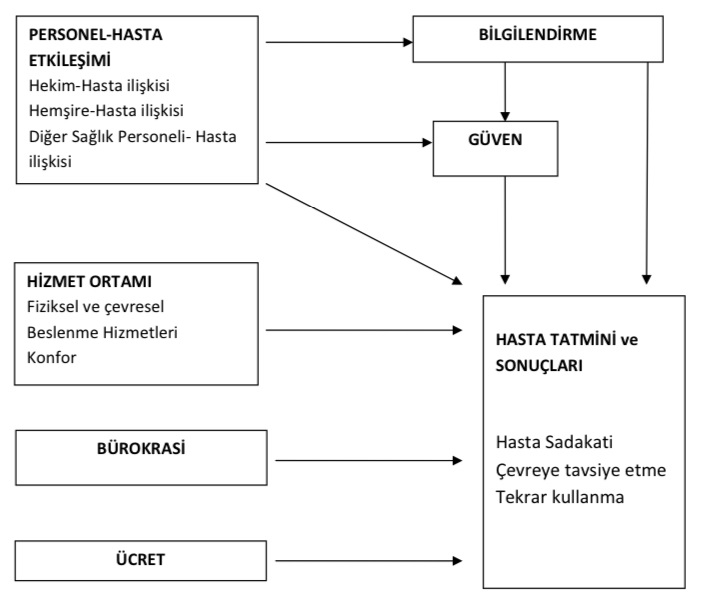 PERSONEL-HASTA
ETKİLEŞİMİ
Hekim-Hasta ilişkisi
Hemşire-Hasta ilişkisi
Diğer Sağlık Personeli- Hasta
ilişkisi
BİLGİLENDİRME
GÜVEN
HİZMET ORTAMI
Fiziksel ve çevresel
Beslenme Hizmetleri
Konfor
HASTA TATMİNİ ve
SONUÇLARI
Hasta Sadakati
Çevreye tavsiye etme
Tekrar kullanma
BÜROKRASİ
ÜCRET